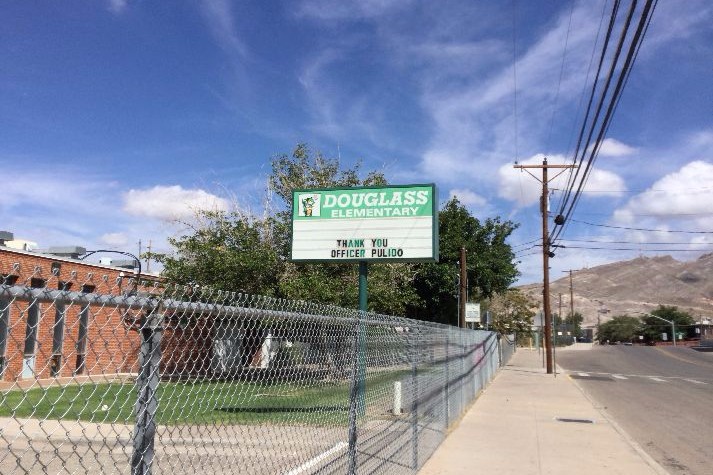 DOUGLASS
ELEMENTARY
THANK YOU
OFFICER PULIDO